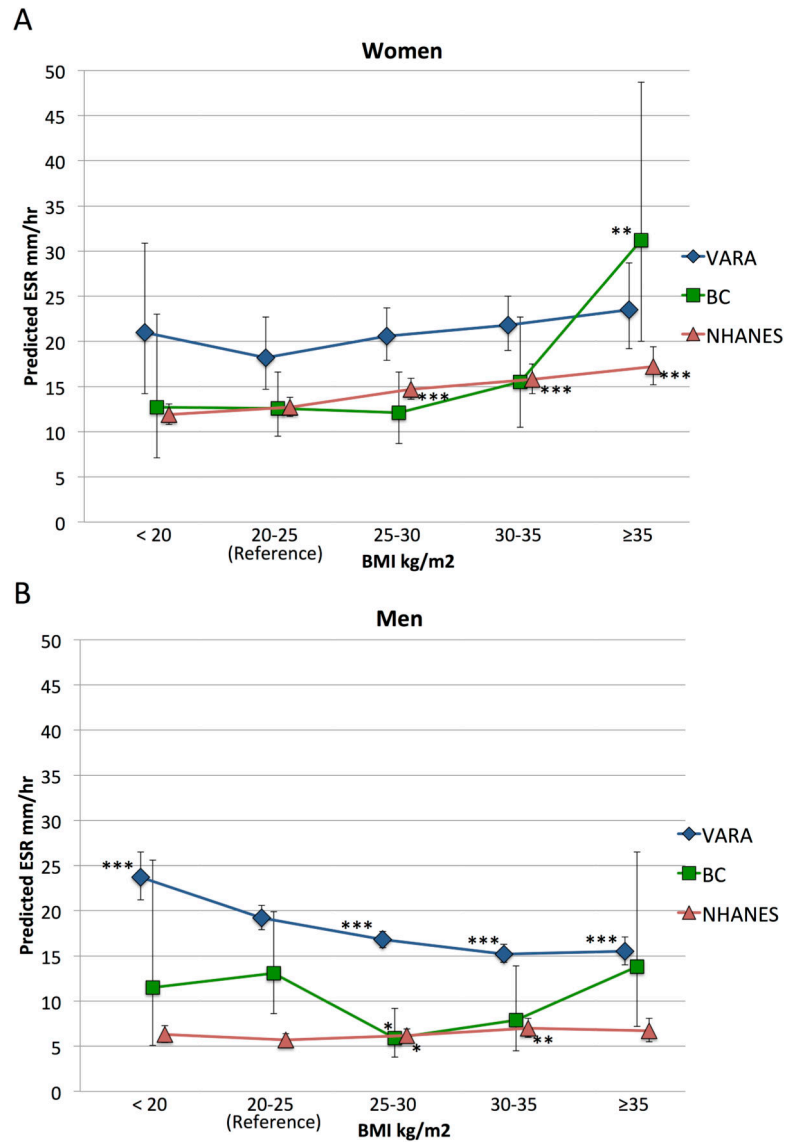 A
Women
Predicted ESR mm/hr
50
45
40
35
30
25
20
15
10
5
0
**
***
***
***
VARA
BC
NHANES
< 20
20-25
25-30
30-35
≥35
(Reference)
BMI kg/m2
B
Men
Predicted ESR mm/hr
50
45
40
35
30
25
20
15
10
5
0
***
***
***
***
*
*
**
VARA
BC
NHANES
< 20
20-25
25-30
30-35
≥35
(Reference)
BMI kg/m2